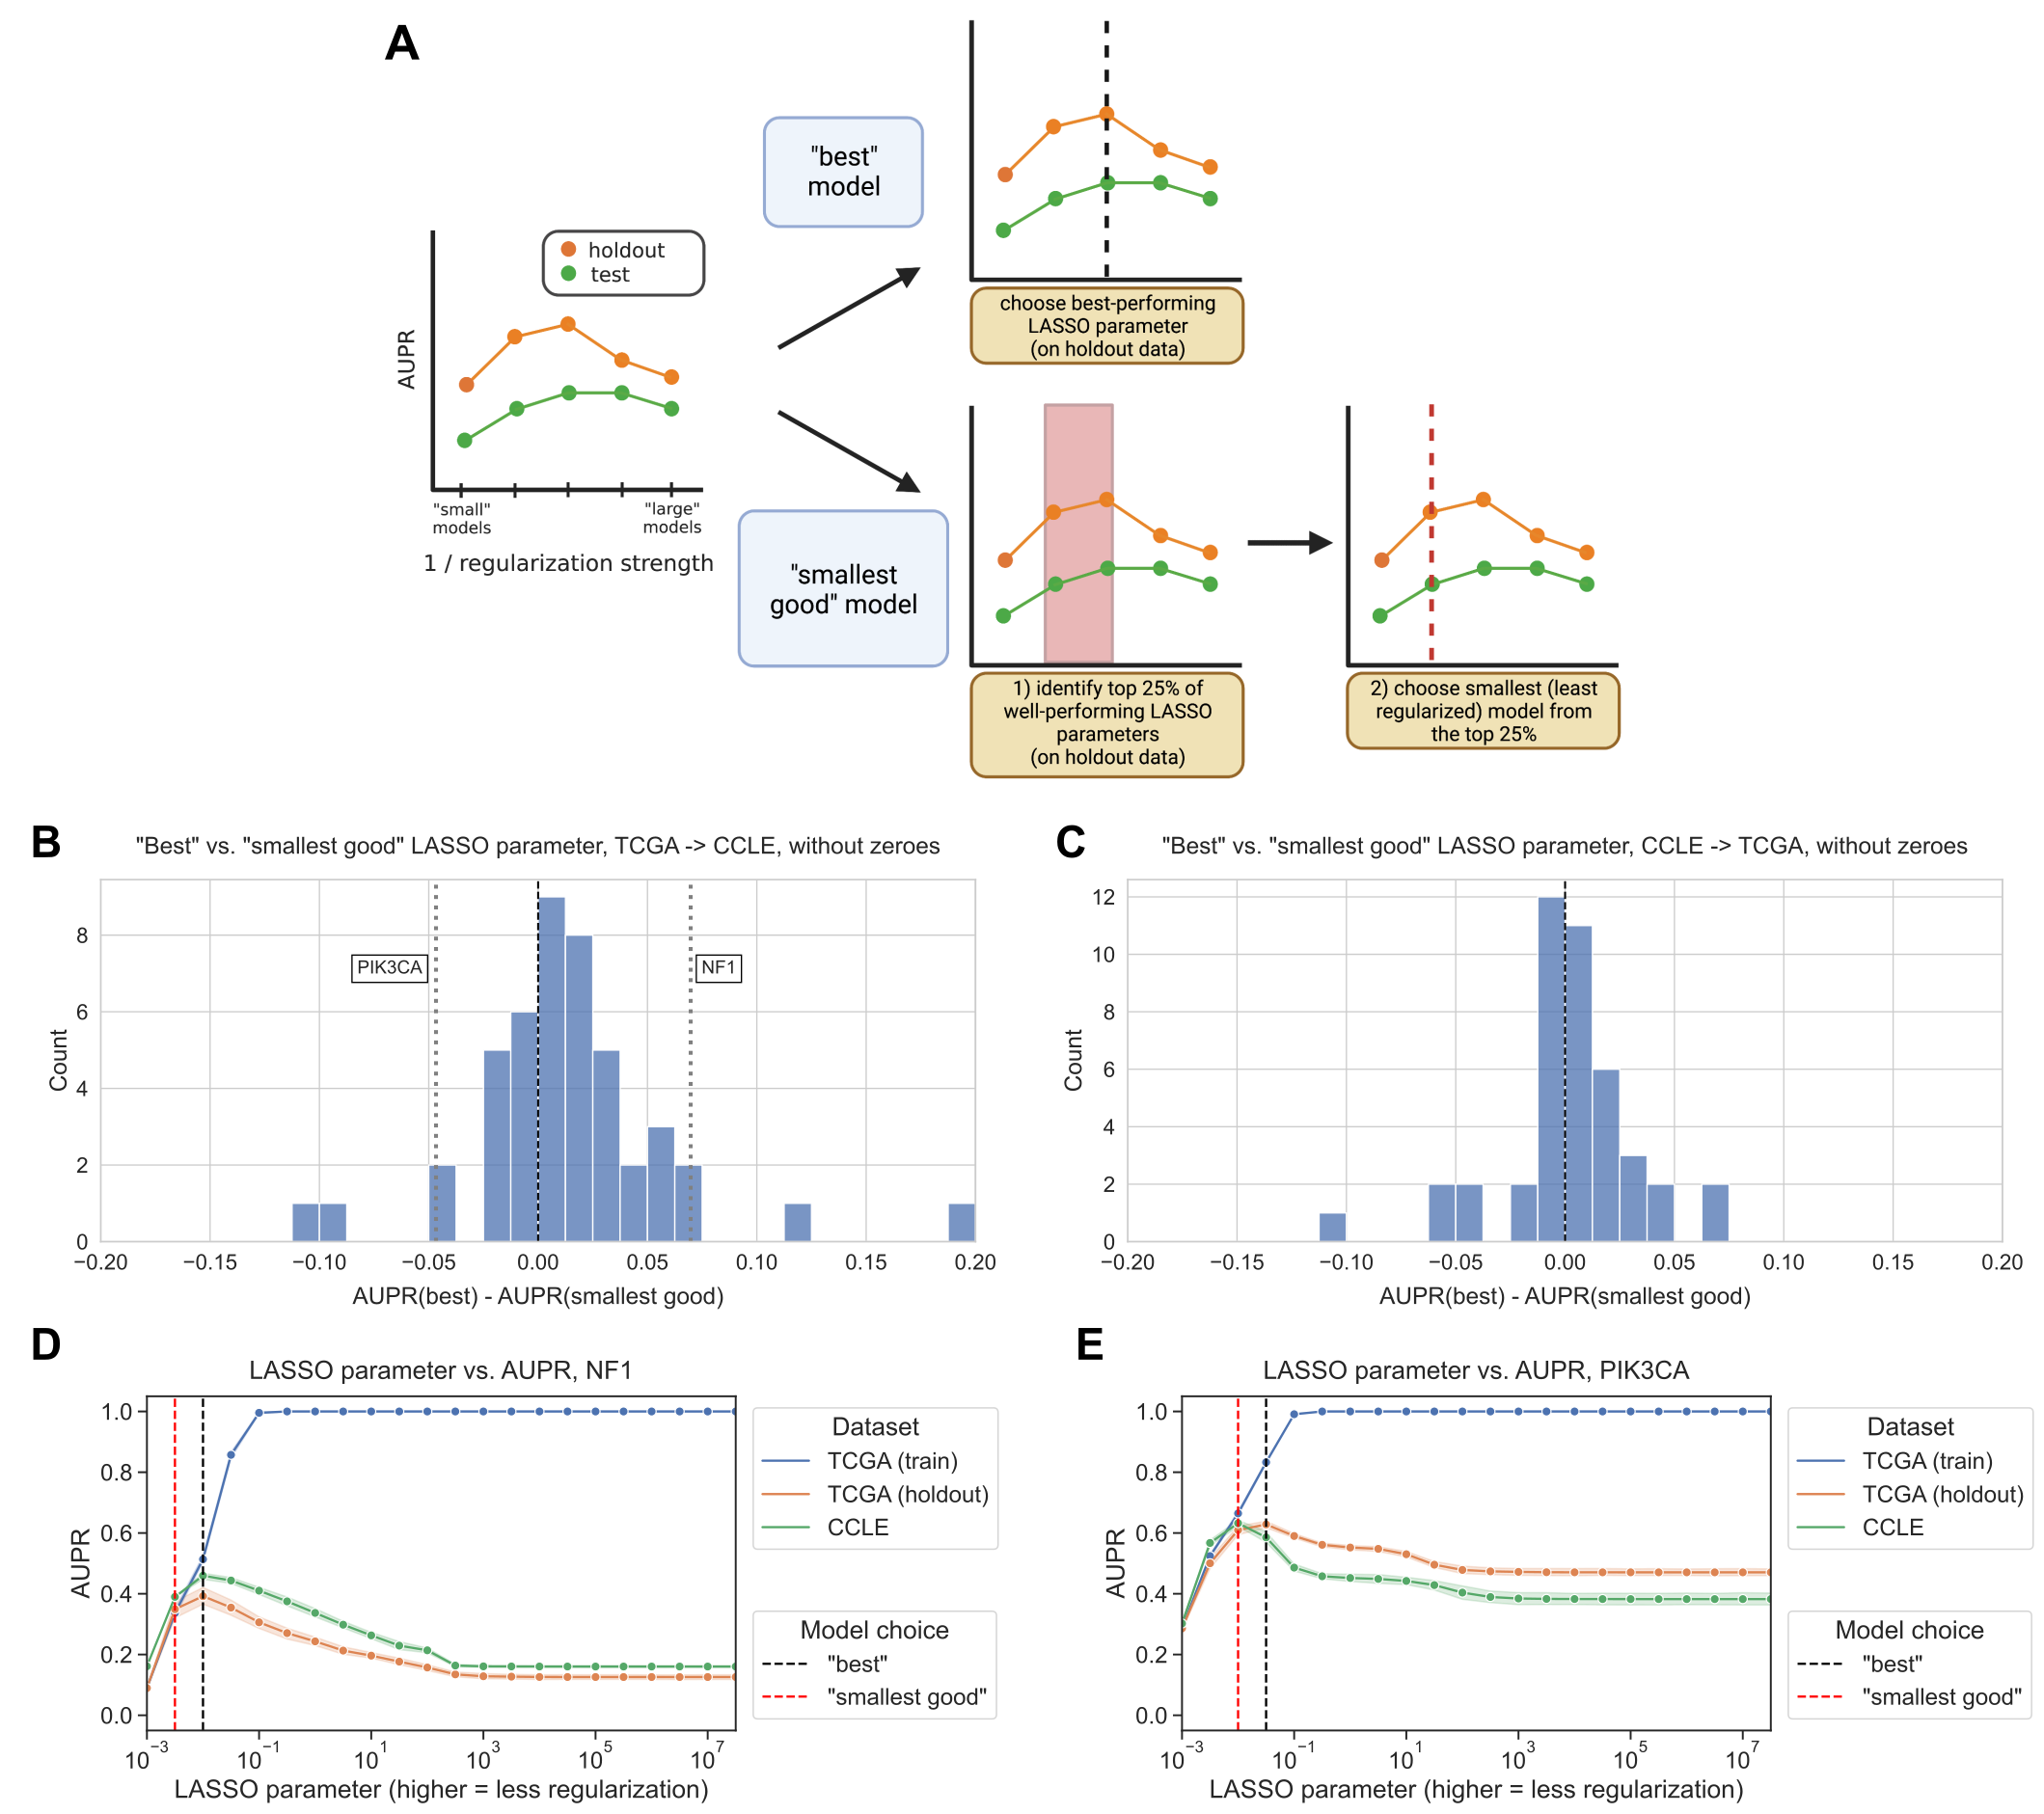 A
holdout
test
AUPR
"small"
models
"large"
models
1 / regularization strength
"best"
model
choose best-performing
LASSO parameter
(on holdout data)
"smallest
good" model
1) identify top 25% of
well-performing LASSO
parameters
(on holdout data)
2) choose smallest (least
regularized) model from
the top 25%
B
"Best" vs. "smallest good" LASSO parameter, TCGA -> CCLE, without zeroes
PIK3CA
NF1
Count
8
6
4
2
0
−0.20 −0.15 −0.10 −0.05 0.00 0.05 0.10 0.15 0.20
AUPR(best) - AUPR(smallest good)
C
"Best" vs. "smallest good" LASSO parameter, CCLE -> TCGA, without zeroes
Count
12
10
8
6
4
2
0
−0.20 −0.15 −0.10 −0.05 0.00 0.05 0.10 0.15 0.20
AUPR(best) - AUPR(smallest good)
D
LASSO parameter vs. AUPR, NF1
AUPR
1.0
0.8
0.6
0.4
0.2
0.0
10⁻³ 10⁻¹ 10¹ 10³ 10⁵ 10⁷
LASSO parameter (higher = less regularization)
Dataset
TCGA (train)
TCGA (holdout)
CCLE
Model choice
"best"
"smallest good"
E
LASSO parameter vs. AUPR, PIK3CA
AUPR
1.0
0.8
0.6
0.4
0.2
0.0
10⁻³ 10⁻¹ 10¹ 10³ 10⁵ 10⁷
LASSO parameter (higher = less regularization)
Dataset
TCGA (train)
TCGA (holdout)
CCLE
Model choice
"best"
"smallest good"